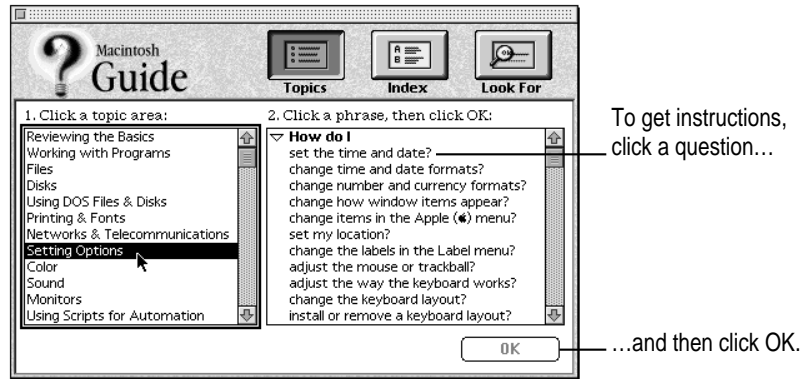 Macintosh
Guide
Topics
Index
Look For
1. Click a topic area:
Reviewing the Basics
Working with Programs
Files
Disks
Using DOS Files & Disks
Printing & Fonts
Networks & Telecommunications
Setting Options
Color
Sound
Monitors
Using Scripts for Automation
2. Click a phrase, then click OK:
How do I
set the time and date?
change time and date formats?
change number and currency formats?
change how window items appear?
change items in the Apple () menu?
set my location?
change the labels in the Label menu?
adjust the mouse or trackball?
adjust the way the keyboard works?
change the keyboard layout?
install or remove a keyboard layout?
OK
To get instructions,
click a question…
…and then click OK.